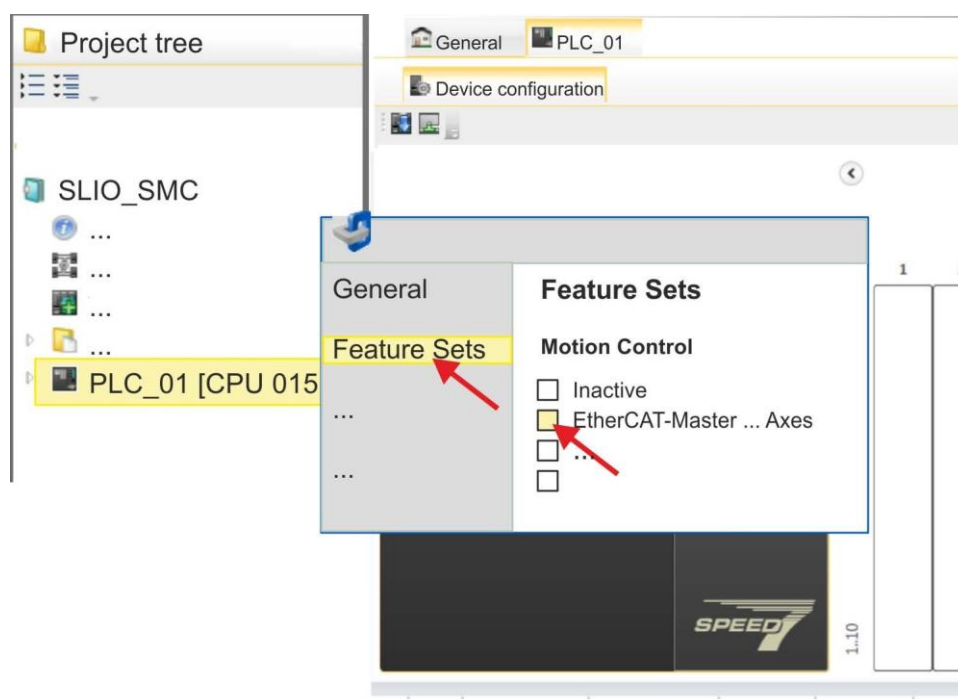 Project tree
SLIO_SMC
...
...
...
...
PLC_01 [CPU 015
General
PLC_01
Device configuration
General
Feature Sets
...
...
Feature Sets
Motion Control
Inactive
EtherCAT-Master ... Axes
...
1
1..10
SPEED7